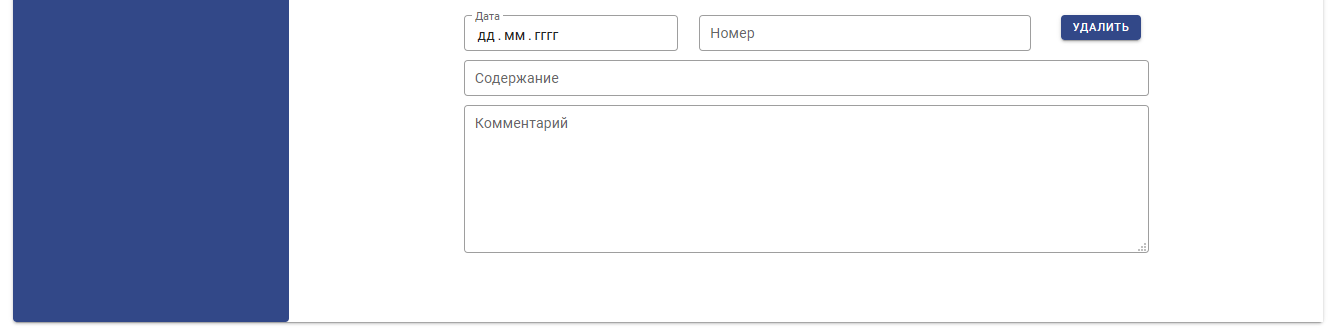 Дата
дд . мм . гггг
Номер
УДАЛИТЬ
Содержание
Комментарий